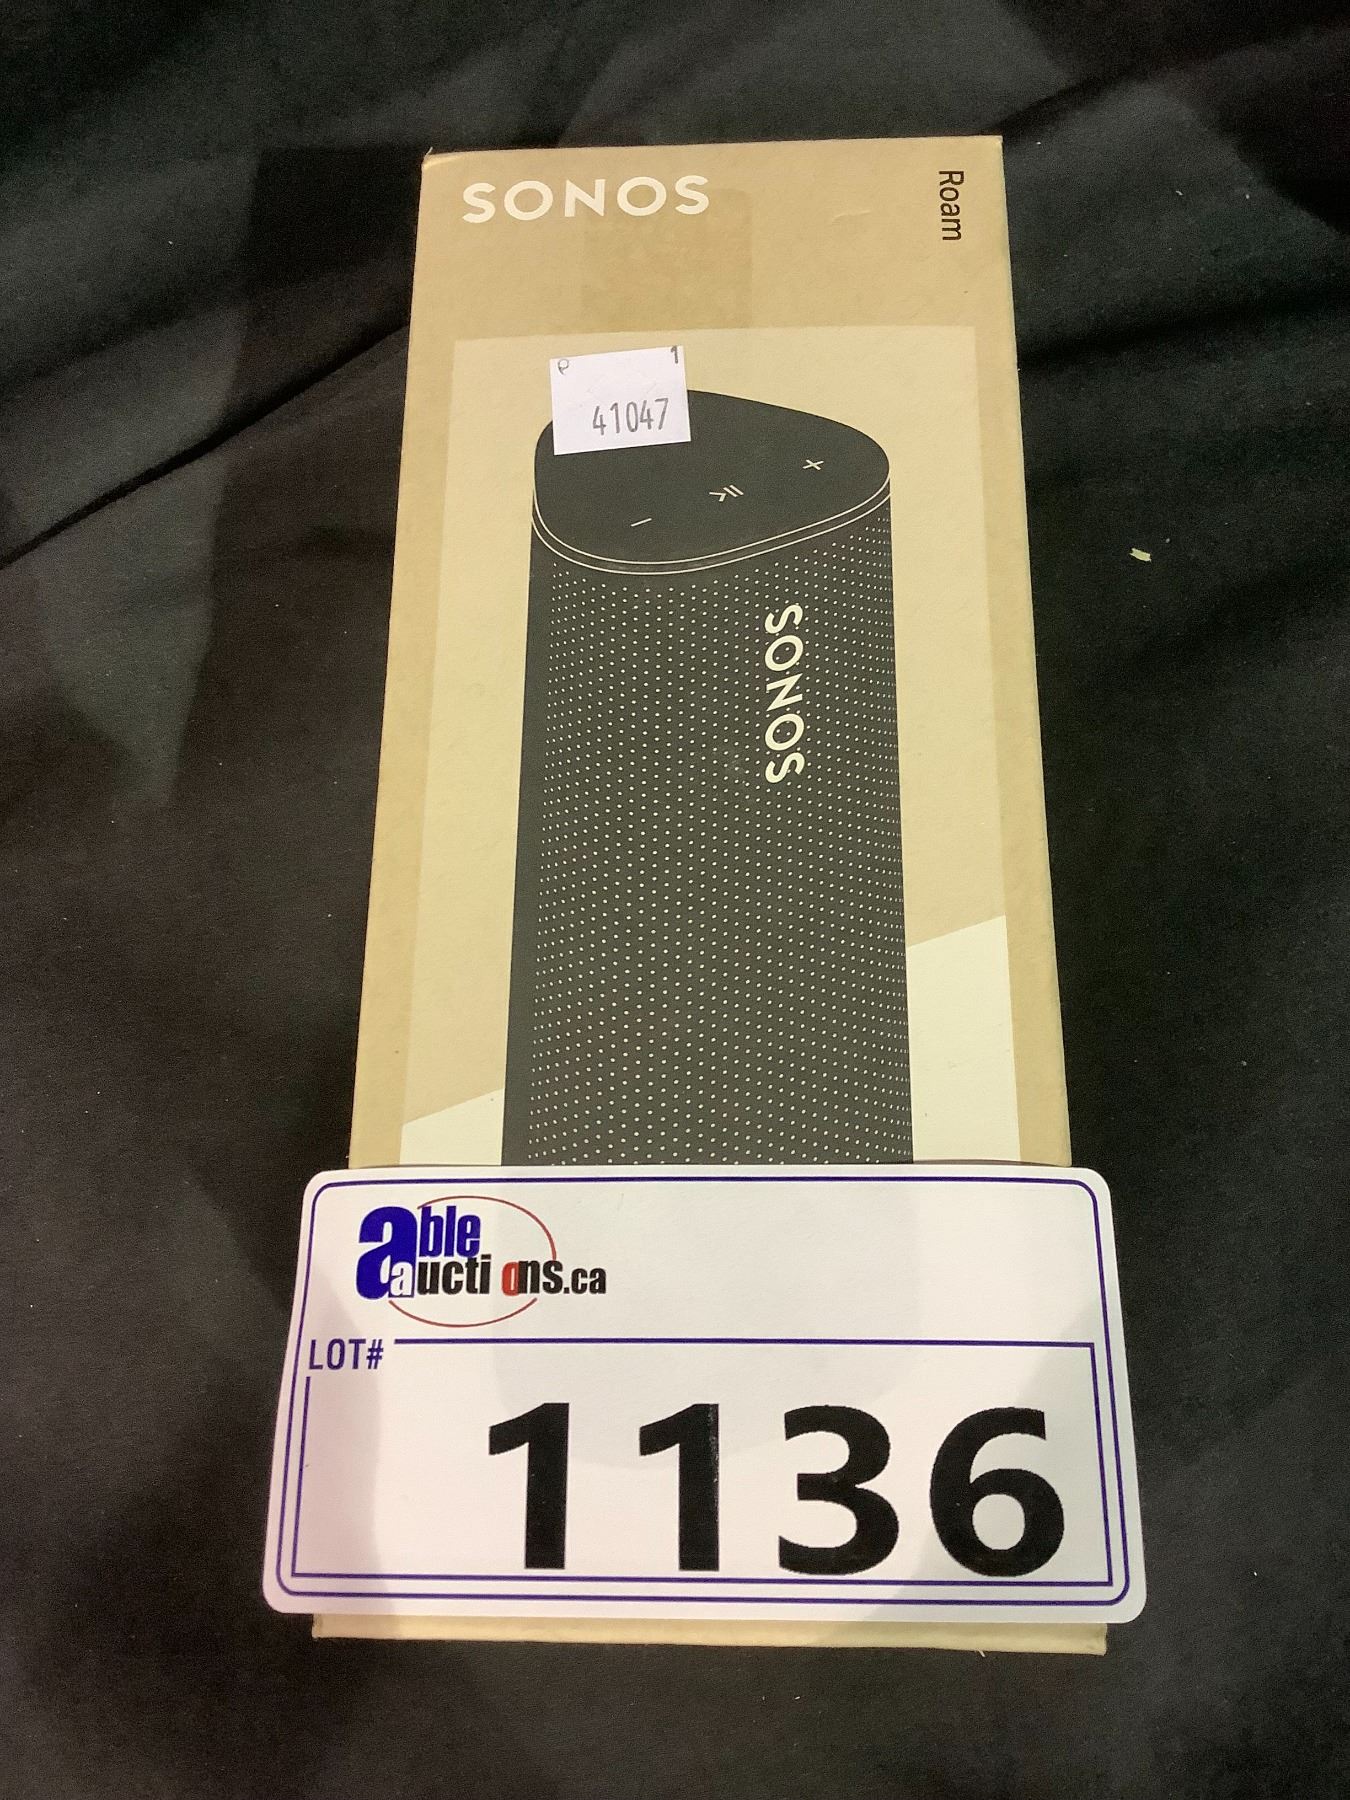 SONOS
Roam
P 1
41047
SONOS
able
auctions.ca
LOT#
1136